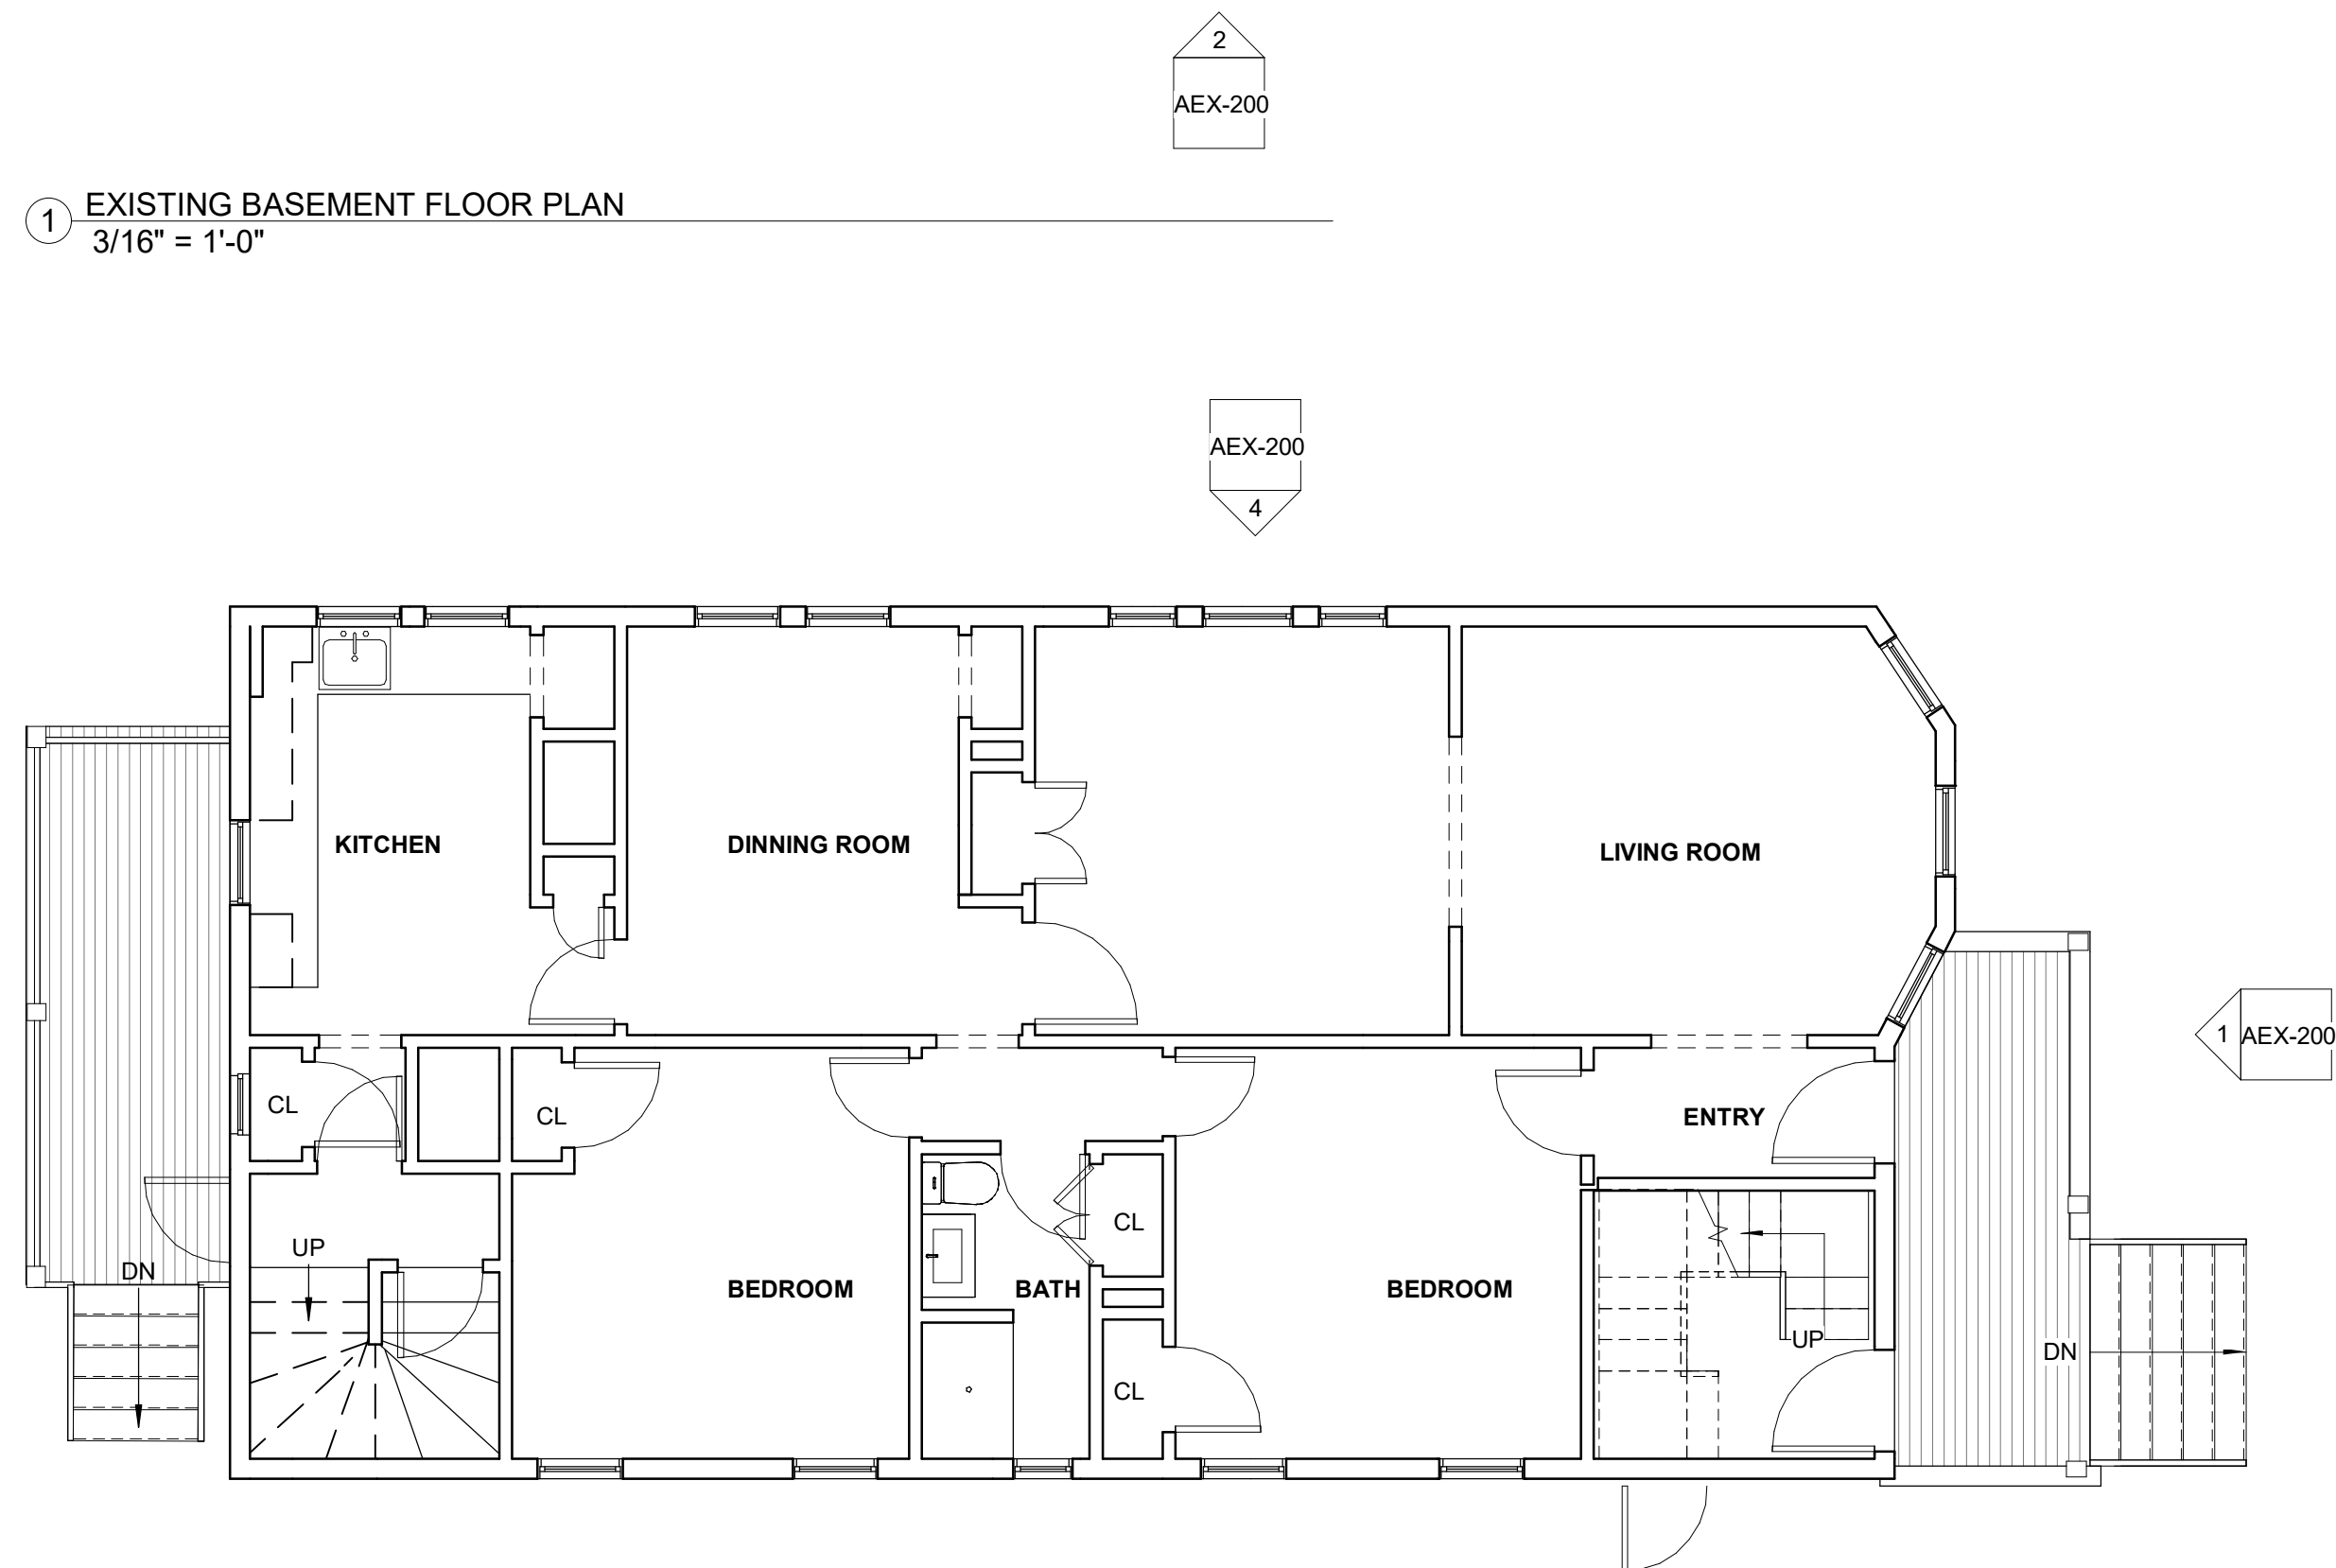 2
AEX-200
1
EXISTING BASEMENT FLOOR PLAN
3/16" = 1'-0"
AEX-200
4
KITCHEN
DINNING ROOM
LIVING ROOM
1
AEX-200
CL
CL
ENTRY
CL
UP
DN
BEDROOM
BATH
BEDROOM
UP
DN
CL